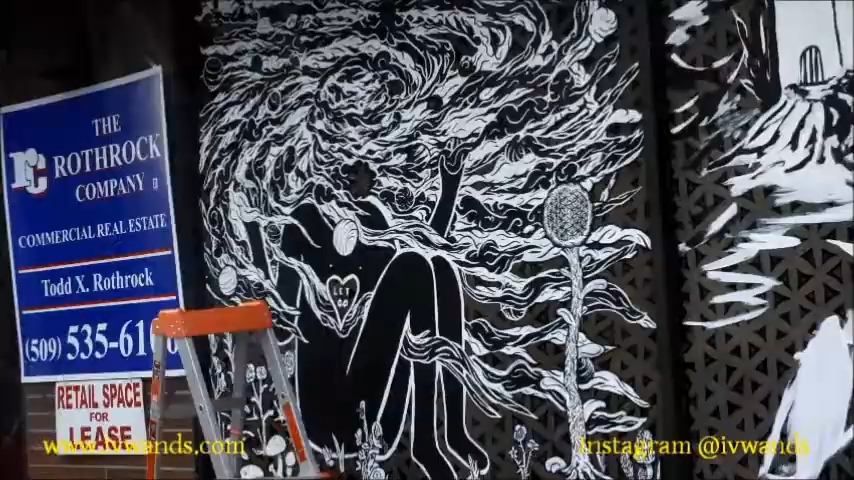 THE
ROTHROCK
COMPANY
COMMERCIAL REAL ESTATE
Todd X. Rothrock
(509) 535-61
RETAIL SPACE
FOR
LEASE
LET
GO
www.ivwands.com
Instagram @ivwands